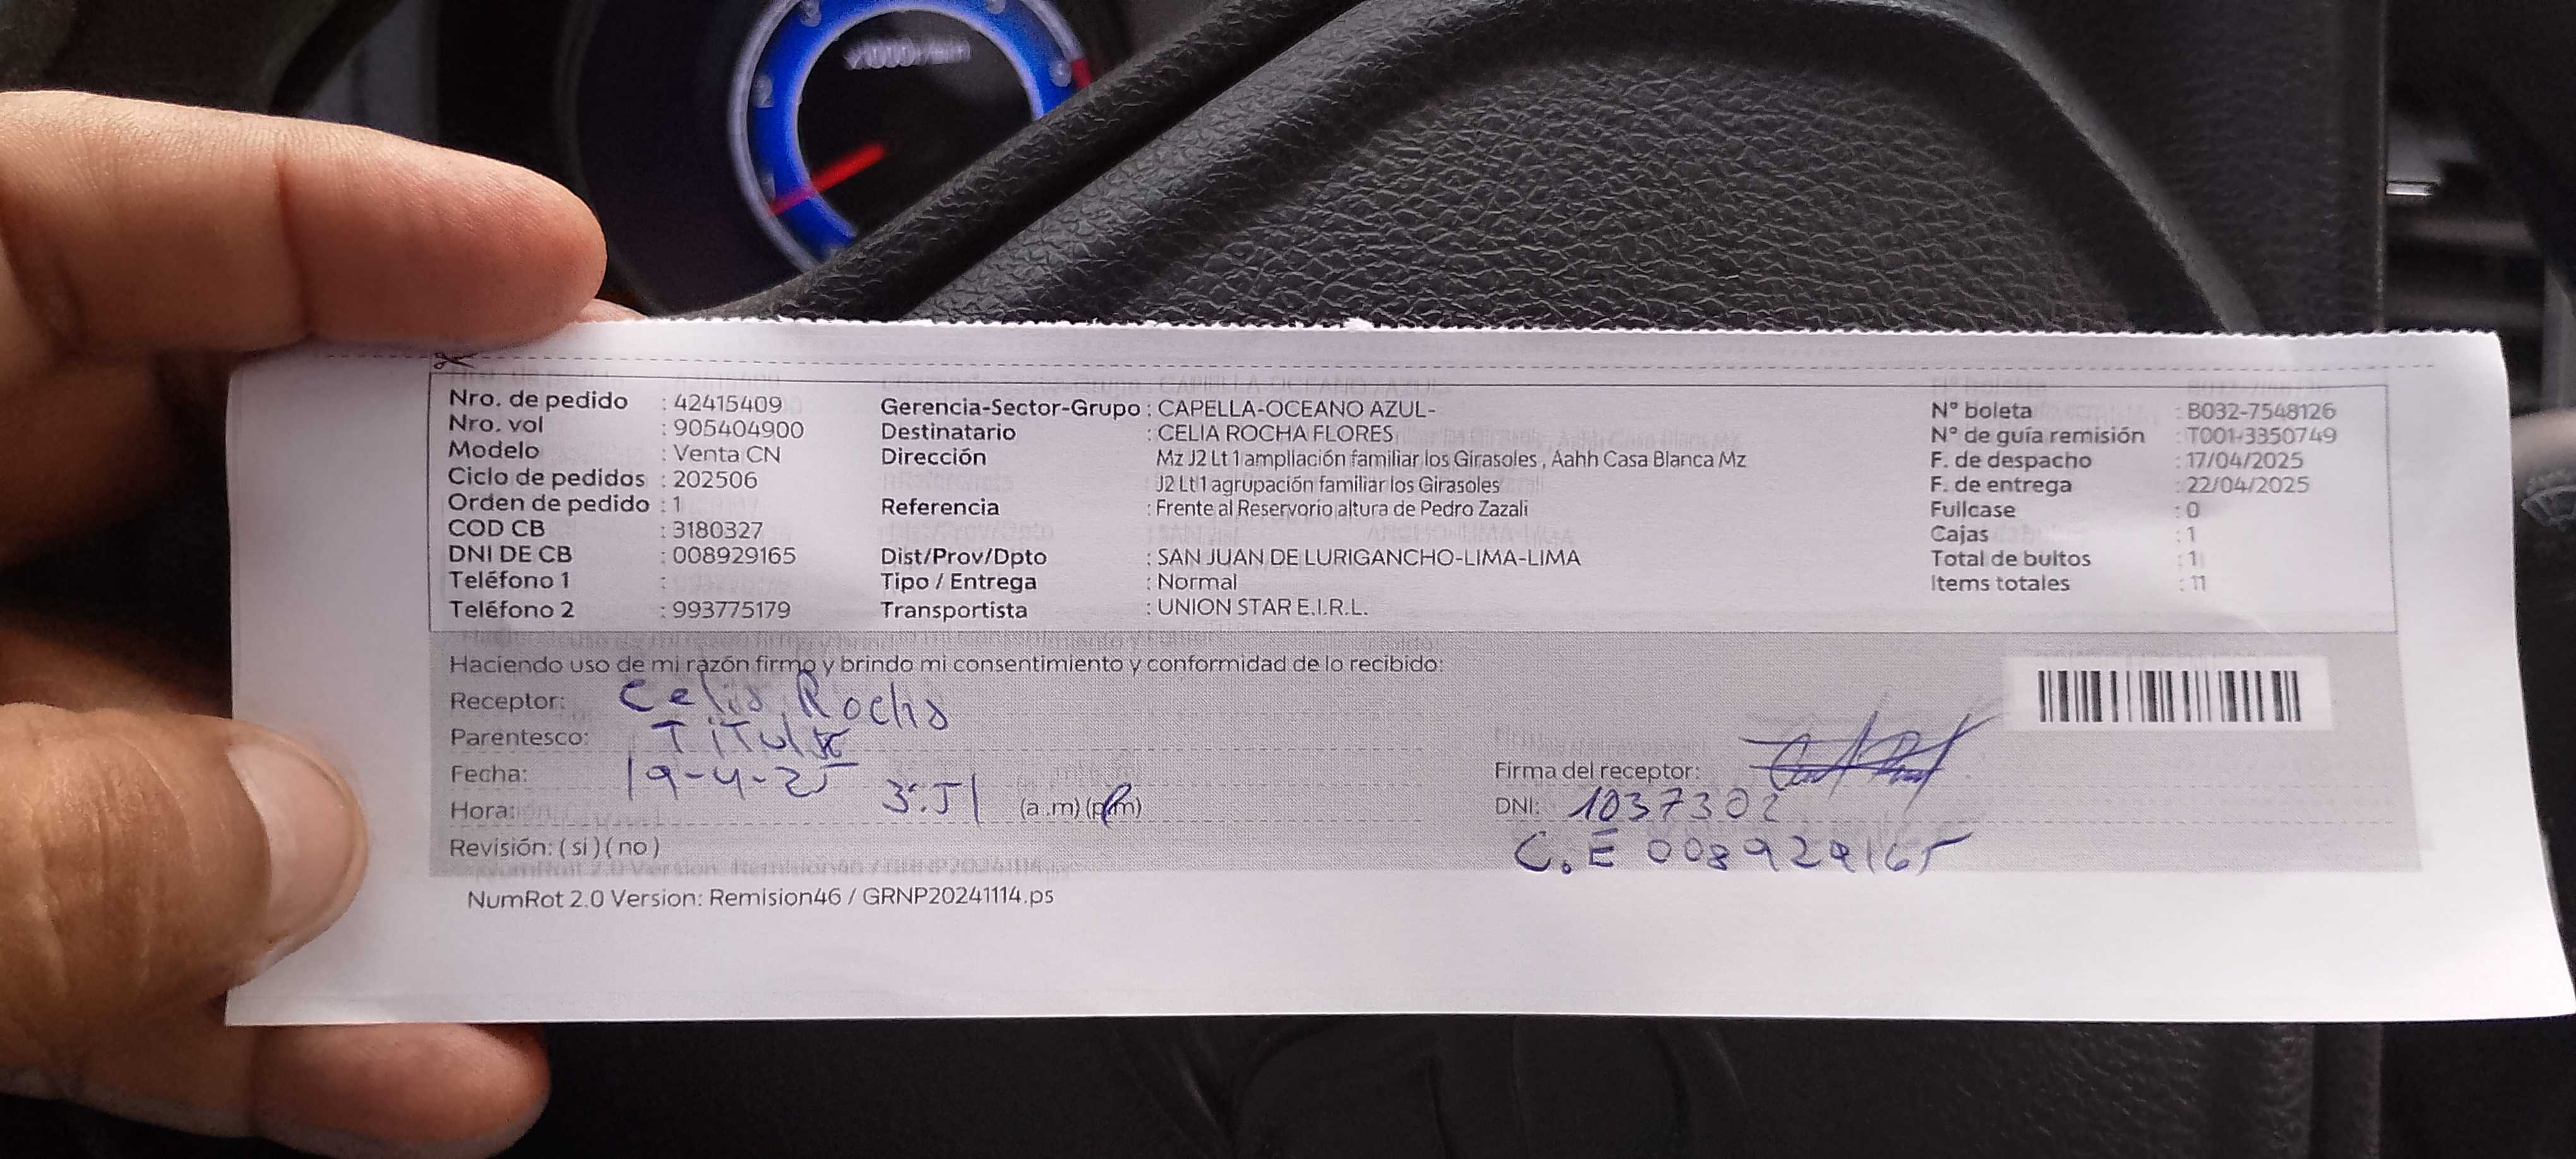 x1000r/min
Nro. de pedido : 42415409
Nro. vol : 905404900
Modelo : Venta CN
Ciclo de pedidos : 202506
Orden de pedido : 1
COD CB : 3180327
DNI DE CB : 008929165
Teléfono 1 :
Teléfono 2 : 993775179
Gerencia-Sector-Grupo : CAPELLA-OCEANO AZUL-
Destinatario : CELIA ROCHA FLORES
Dirección Mz J2 Lt 1 ampliación familiar los Girasoles , Aahh Casa Blanca Mz
J2 Lt 1 agrupación familiar los Girasoles
Referencia : Frente al Reservorio altura de Pedro Zazali
Dist/Prov/Dpto : SAN JUAN DE LURIGANCHO-LIMA-LIMA
Tipo / Entrega : Normal
Transportista : UNION STAR E.I.R.L.
N° boleta : B032-7548126
N° de guía remisión : T001-3350749
F. de despacho : 17/04/2025
F. de entrega : 22/04/2025
Fullcase : 0
Cajas : 1
Total de bultos : 1
Items totales : 11
Haciendo uso de mi razón firmo y brindo mi consentimiento y conformidad de lo recibido:
Receptor: Celia Rocha
Parentesco: Titular
Fecha: 19-4-25
Hora: 3:51 (a.m) (p.m)
Revisión: ( si ) ( no )
Firma del receptor:
DNI: 1037302
C.E 008929165
NumRot 2.0 Version: Remision46 / GRNP20241114.ps